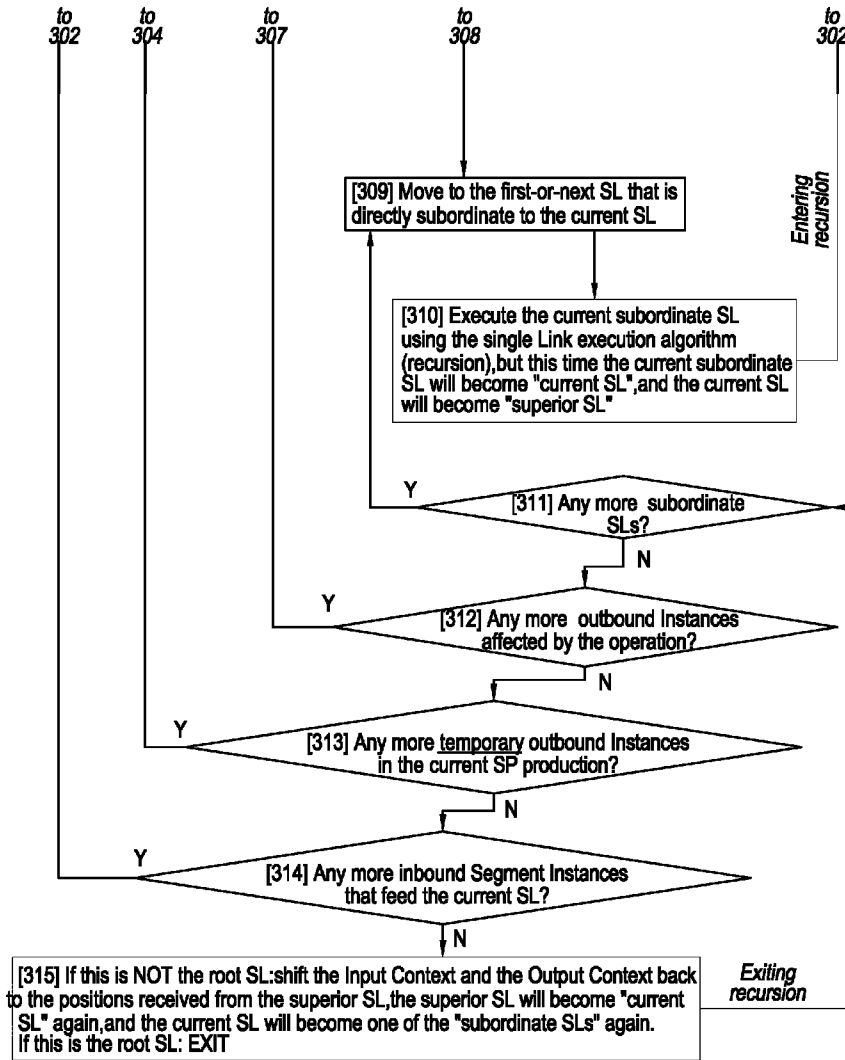 to
302
to
304
to
307
to
308
to
302
[309] Move to the first-or-next SL that is
directly subordinate to the current SL
Entering
recursion
[310] Execute the current subordinate SL
using the single Link execution algorithm
(recursion),but this time the current subordinate
SL will become "current SL",and the current SL
will become "superior SL"
Y
[311] Any more subordinate
SLs?
N
Y
[312] Any more outbound Instances
affected by the operation?
N
Y
[313] Any more temporary outbound Instances
in the current SP production?
N
Y
[314] Any more inbound Segment Instances
that feed the current SL?
N
[315] If this is NOT the root SL:shift the Input Context and the Output Context back
to the positions received from the superior SL,the superior SL will become "current
SL" again,and the current SL will become one of the "subordinate SLs" again.
If this is the root SL: EXIT
Exiting
recursion